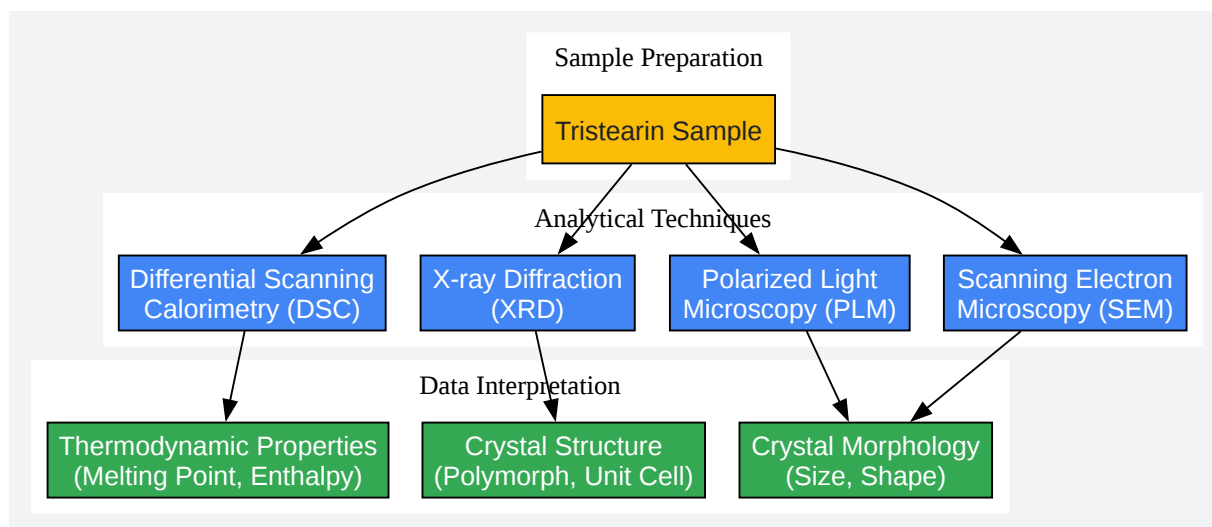 Sample Preparation
Tristearin Sample
Analytical Techniques
Differential Scanning
Calorimetry (DSC)
X-ray Diffraction
(XRD)
Polarized Light
Microscopy (PLM)
Scanning Electron
Microscopy (SEM)
Data Interpretation
Thermodynamic Properties
(Melting Point, Enthalpy)
Crystal Structure
(Polymorph, Unit Cell)
Crystal Morphology
(Size, Shape)